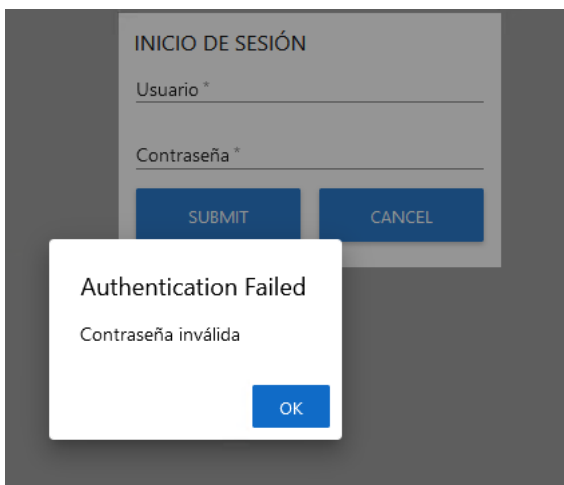 INICIO DE SESIÓN
Usuario *
Contraseña *
SUBMIT CANCEL
Authentication Failed
Contraseña inválida
OK